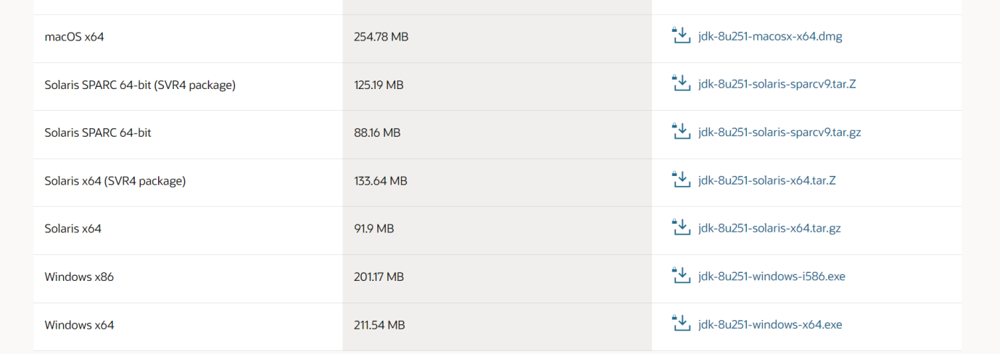 macOS x64 254.78 MB jdk-8u251-macosx-x64.dmg
Solaris SPARC 64-bit (SVR4 package) 125.19 MB jdk-8u251-solaris-sparcv9.tar.Z
Solaris SPARC 64-bit 88.16 MB jdk-8u251-solaris-sparcv9.tar.gz
Solaris x64 (SVR4 package) 133.64 MB jdk-8u251-solaris-x64.tar.Z
Solaris x64 91.9 MB jdk-8u251-solaris-x64.tar.gz
Windows x86 201.17 MB jdk-8u251-windows-i586.exe
Windows x64 211.54 MB jdk-8u251-windows-x64.exe